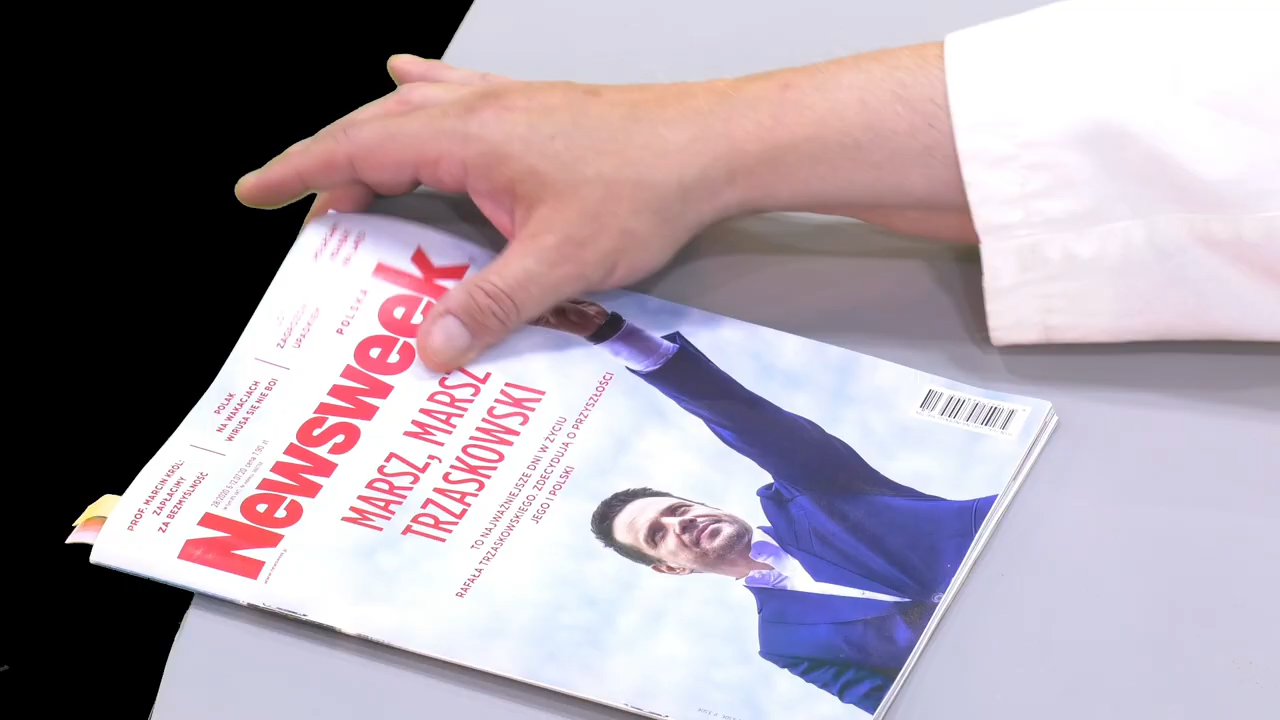 POLAK
NA WAKACJACH
WIRUSA SIĘ NIE BOI
PROF. MARCIN KRÓL:
ZAPŁACIMY
ZA BEZMYŚLNOŚĆ
POLSKA
Newsweek
MARSZ, MARSZ
TRZASKOWSKI
TO NAJWAŻNIEJSZE DNI W ŻYCIU
RAFAŁA TRZASKOWSKIEGO. ZDECYDUJĄ O PRZYSZŁOŚCI
JEGO I POLSKI